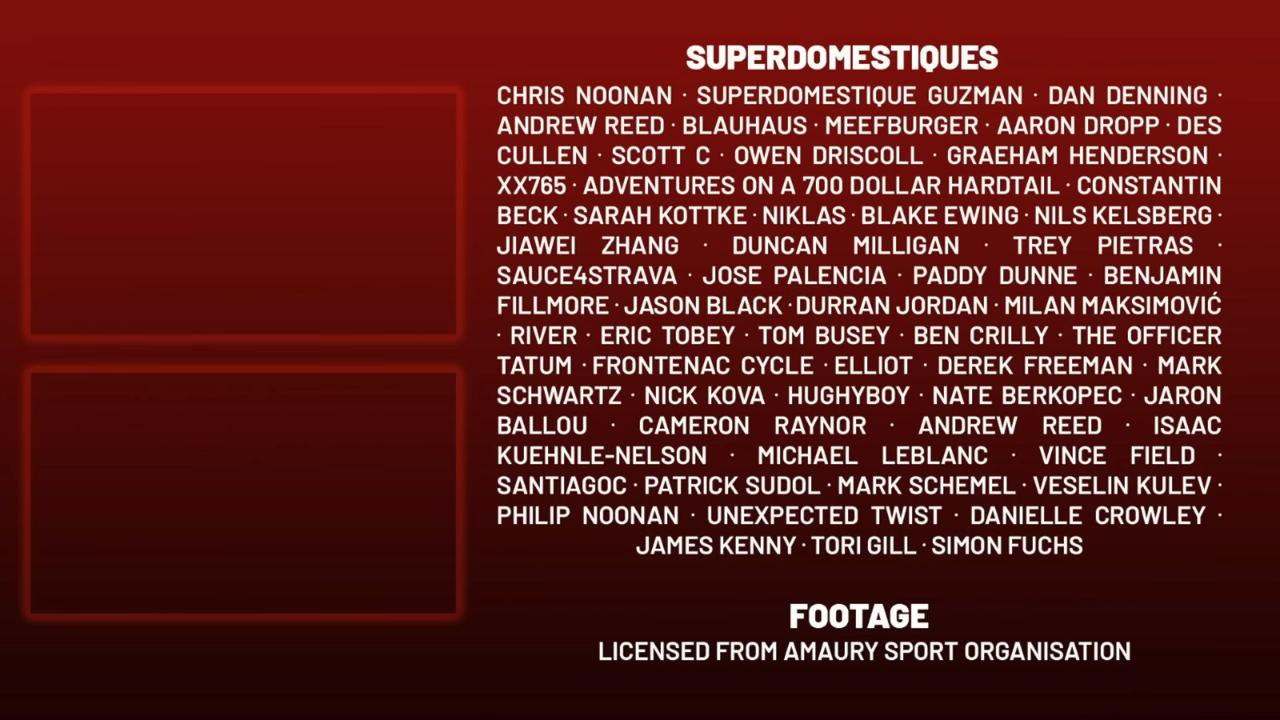 SUPERDOMESTIQUES
CHRIS NOONAN · SUPERDOMESTIQUE GUZMAN · DAN DENNING ·
ANDREW REED · BLAUHAUS · MEEFBURGER · AARON DROPP · DES
CULLEN · SCOTT C · OWEN DRISCOLL · GRAEHAM HENDERSON ·
XX765 · ADVENTURES ON A 700 DOLLAR HARDTAIL · CONSTANTIN
BECK · SARAH KOTTKE · NIKLAS · BLAKE EWING · NILS KELSBERG ·
JIAWEI ZHANG · DUNCAN MILLIGAN · TREY PIETRAS ·
SAUCE4STRAVA · JOSE PALENCIA · PADDY DUNNE · BENJAMIN
FILLMORE · JASON BLACK · DURRAN JORDAN · MILAN MAKSIMOVIĆ
· RIVER · ERIC TOBEY · TOM BUSEY · BEN CRILLY · THE OFFICER
TATUM · FRONTENAC CYCLE · ELLIOT · DEREK FREEMAN · MARK
SCHWARTZ · NICK KOVA · HUGHYBOY · NATE BERKOPEC · JARON
BALLOU · CAMERON RAYNOR · ANDREW REED · ISAAC
KUEHNLE-NELSON · MICHAEL LEBLANC · VINCE FIELD ·
SANTIAGOC · PATRICK SUDOL · MARK SCHEMEL · VESELIN KULEV ·
PHILIP NOONAN · UNEXPECTED TWIST · DANIELLE CROWLEY ·
JAMES KENNY · TORI GILL · SIMON FUCHS
FOOTAGE
LICENSED FROM AMAURY SPORT ORGANISATION